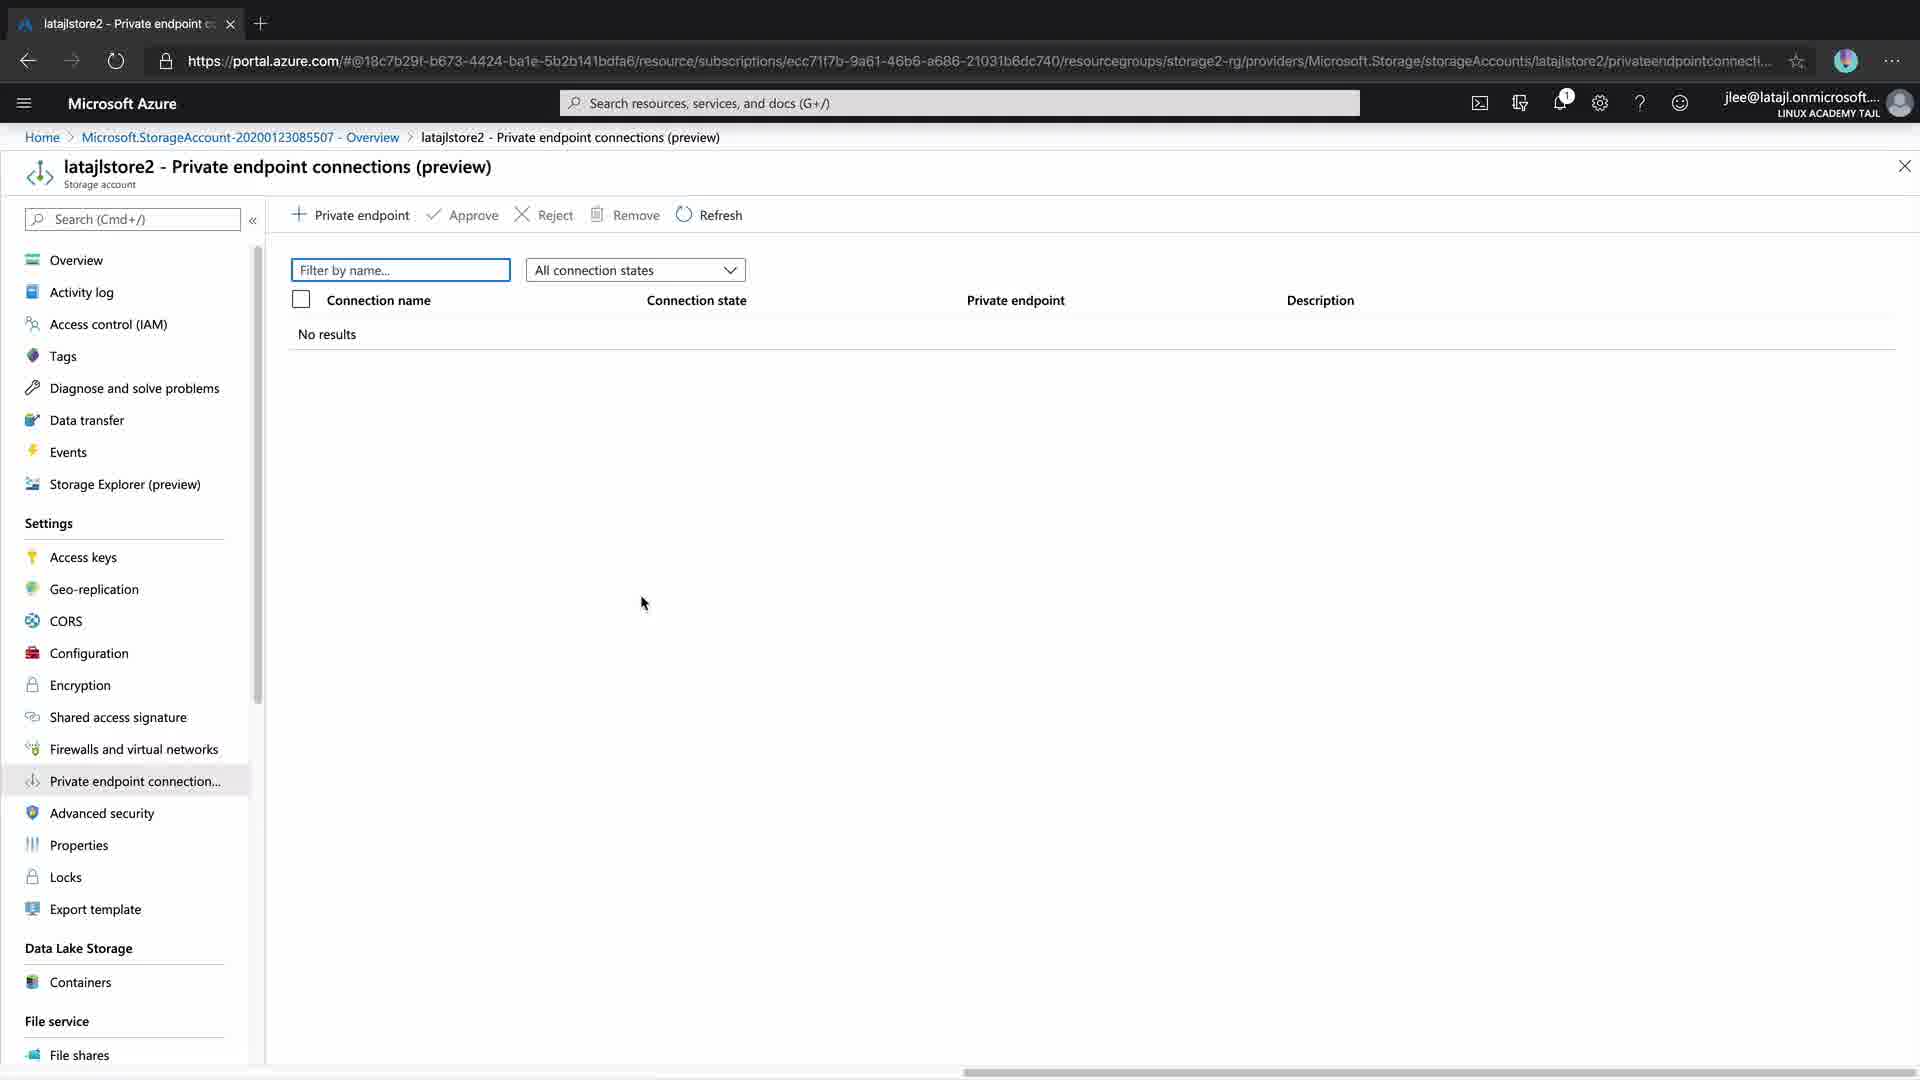 latajlstore2 - Private endpoint c
https://portal.azure.com/#@18c7b29f-b673-4424-ba1e-5b2b141bdfa6/resource/subscriptions/ecc71f7b-9a61-46b6-a686-21031b6dc740/resourcegroups/storage2-rg/providers/Microsoft.Storage/storageAccounts/latajlstore2/privateendpointconnecti...
Microsoft Azure
Search resources, services, and docs (G+/)
1
jlee@latajl.onmicrosoft....
LINUX ACADEMY TAJL
Home > Microsoft.StorageAccount-20200123085507 - Overview > latajlstore2 - Private endpoint connections (preview)
latajlstore2 - Private endpoint connections (preview)
Storage account
Search (Cmd+/)
«
Private endpoint Approve Reject Remove Refresh
Filter by name...
All connection states
Connection name Connection state Private endpoint Description
No results
Overview
Activity log
Access control (IAM)
Tags
Diagnose and solve problems
Data transfer
Events
Storage Explorer (preview)
Settings
Access keys
Geo-replication
CORS
Configuration
Encryption
Shared access signature
Firewalls and virtual networks
Private endpoint connection...
Advanced security
Properties
Locks
Export template
Data Lake Storage
Containers
File service
File shares